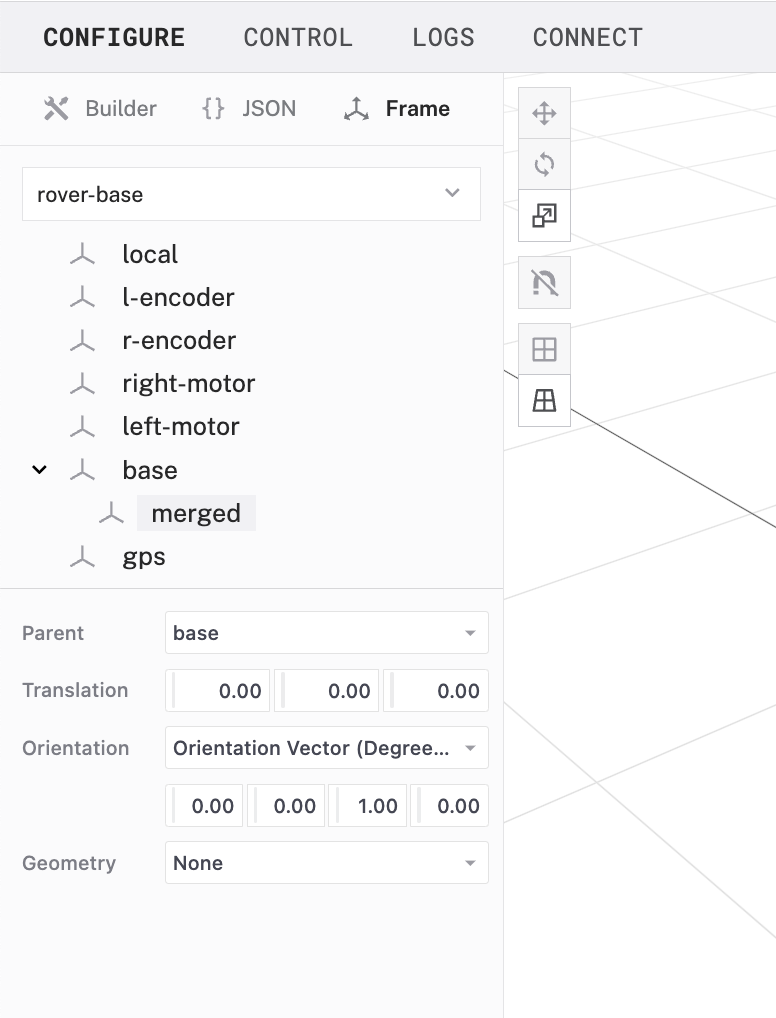 CONFIGURE CONTROL LOGS CONNECT
Builder {} JSON Frame
rover-base
local
l-encoder
r-encoder
right-motor
left-motor
base
merged
gps
Parent base
Translation 0.00 0.00 0.00
Orientation Orientation Vector (Degree...
0.00 0.00 1.00 0.00
Geometry None